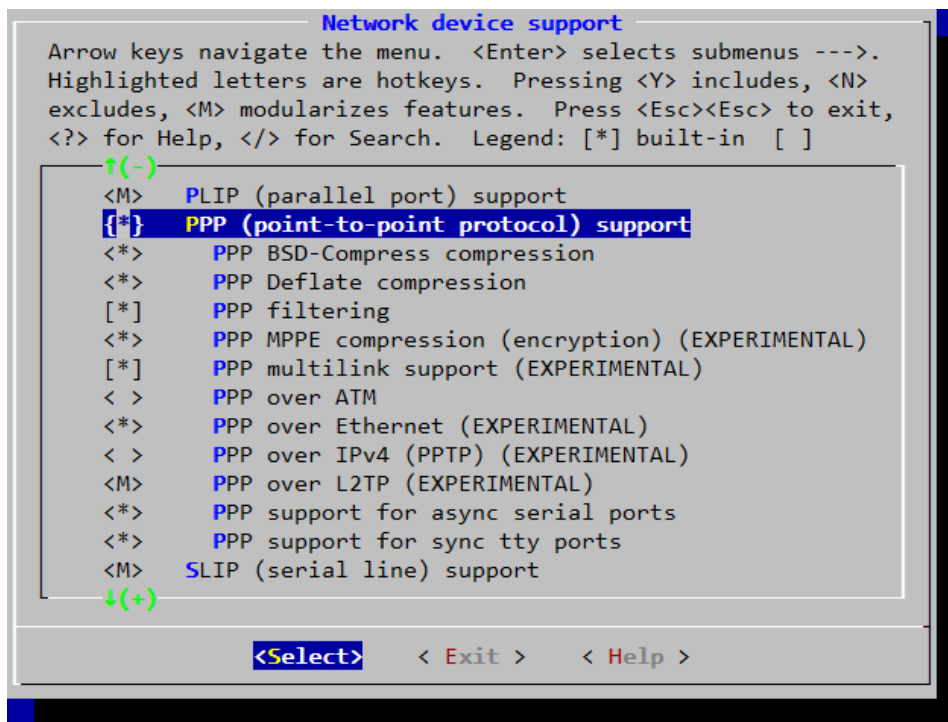 Network device support
Arrow keys navigate the menu.  <Enter> selects submenus --->.
Highlighted letters are hotkeys.  Pressing <Y> includes, <N>
excludes, <M> modularizes features.  Press <Esc><Esc> to exit,
<?> for Help, </> for Search.  Legend: [*] built-in  [ ]
↑(-)
<M>    PLIP (parallel port) support
{*}    PPP (point-to-point protocol) support
<*>      PPP BSD-Compress compression
<*>      PPP Deflate compression
[*]      PPP filtering
<*>      PPP MPPE compression (encryption) (EXPERIMENTAL)
[*]      PPP multilink support (EXPERIMENTAL)
< >      PPP over ATM
<*>      PPP over Ethernet (EXPERIMENTAL)
< >      PPP over IPv4 (PPTP) (EXPERIMENTAL)
<M>      PPP over L2TP (EXPERIMENTAL)
<*>      PPP support for async serial ports
<*>      PPP support for sync tty ports
<M>    SLIP (serial line) support
↓(+)
<Select>    < Exit >    < Help >